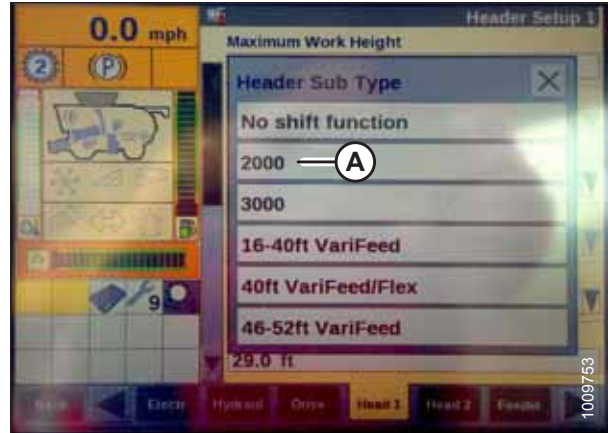 0.0 mph
Header Setup 1
Maximum Work Height
2
P
Header Sub Type
No shift function
2000
A
3000
16-40ft VariFeed
40ft VariFeed/Flex
9
46-52ft VariFeed
29.0 ft
Back
Electr
Hydraul
Drive
Head 1
Head 2
Feeder
1009753